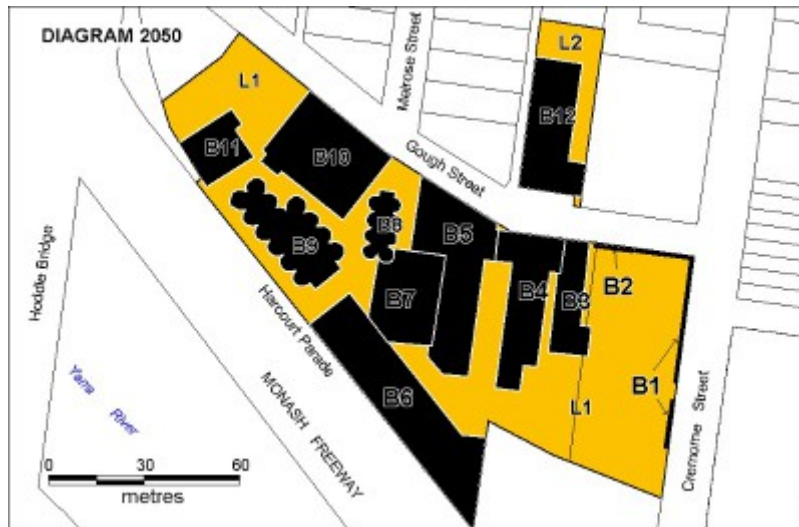 DIAGRAM 2050
L1
L2
Melrose Street
B12
B11
B10
Gough Street
B8
B5
B9
B7
B4
B3
B2
Hoddle Bridge
Harcourt Parade
B6
B1
L1
Yarra
River
MONASH FREEWAY
Cremorne Street
0 30 60
metres